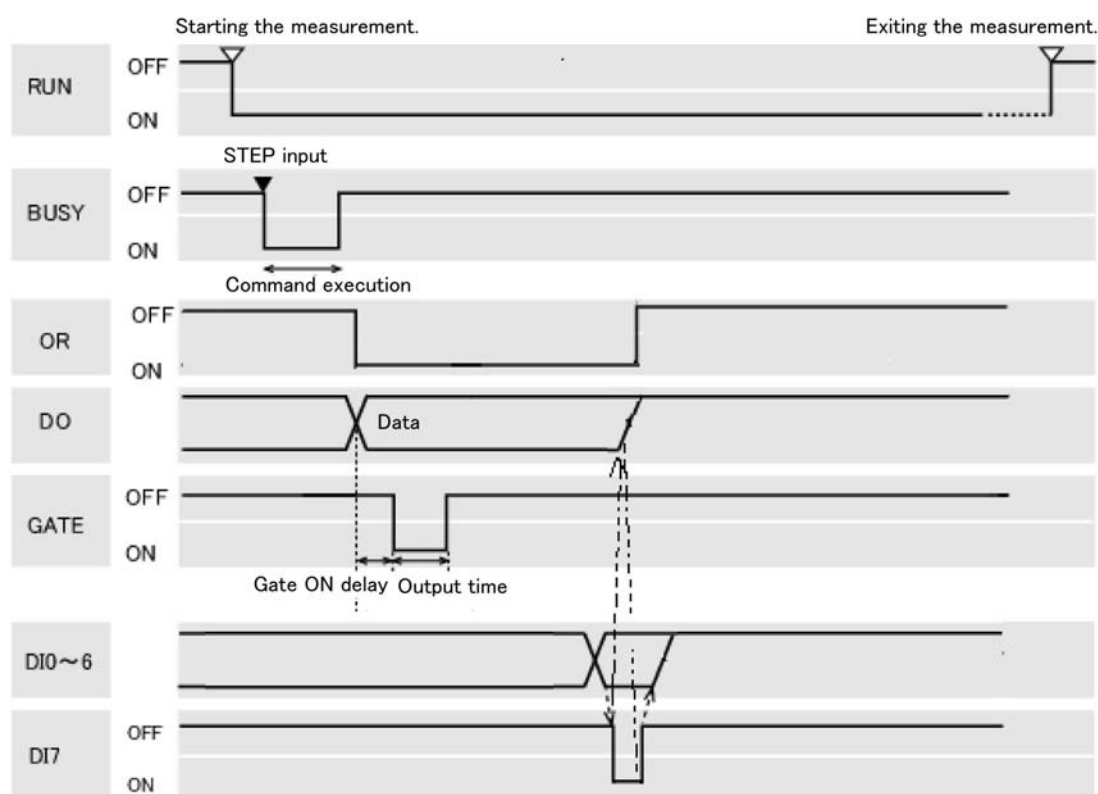 Starting the measurement.
Exiting the measurement.
RUN
OFF
ON
STEP input
BUSY
OFF
ON
Command execution
OR
OFF
ON
DO
Data
GATE
OFF
ON
Gate ON delay
Output time
DI0～6
DI7
OFF
ON